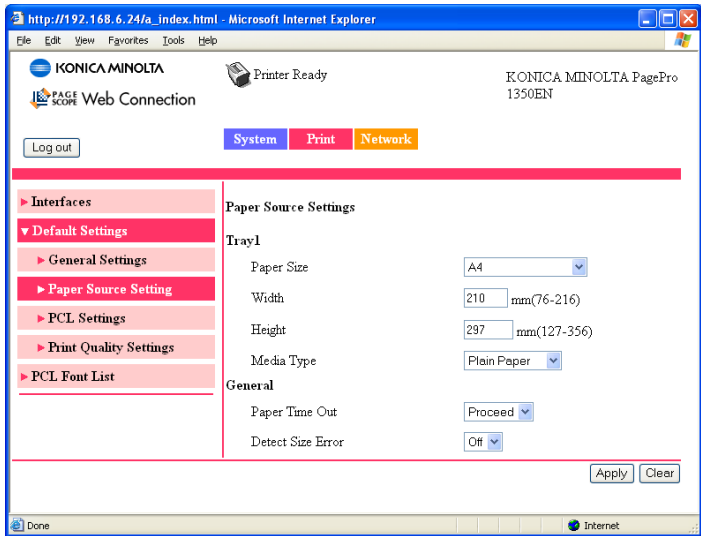 http://192.168.6.24/a_index.html - Microsoft Internet Explorer
File Edit View Favorites Tools Help
KONICA MINOLTA
PAGE SCOPE Web Connection
Printer Ready
KONICA MINOLTA PagePro
1350EN
Log out
System Print Network
Interfaces
Default Settings
General Settings
Paper Source Setting
PCL Settings
Print Quality Settings
PCL Font List
Paper Source Settings
Tray1
Paper Size A4
Width 210 mm(76-216)
Height 297 mm(127-356)
Media Type Plain Paper
General
Paper Time Out Proceed
Detect Size Error Off
Apply Clear
Done Internet